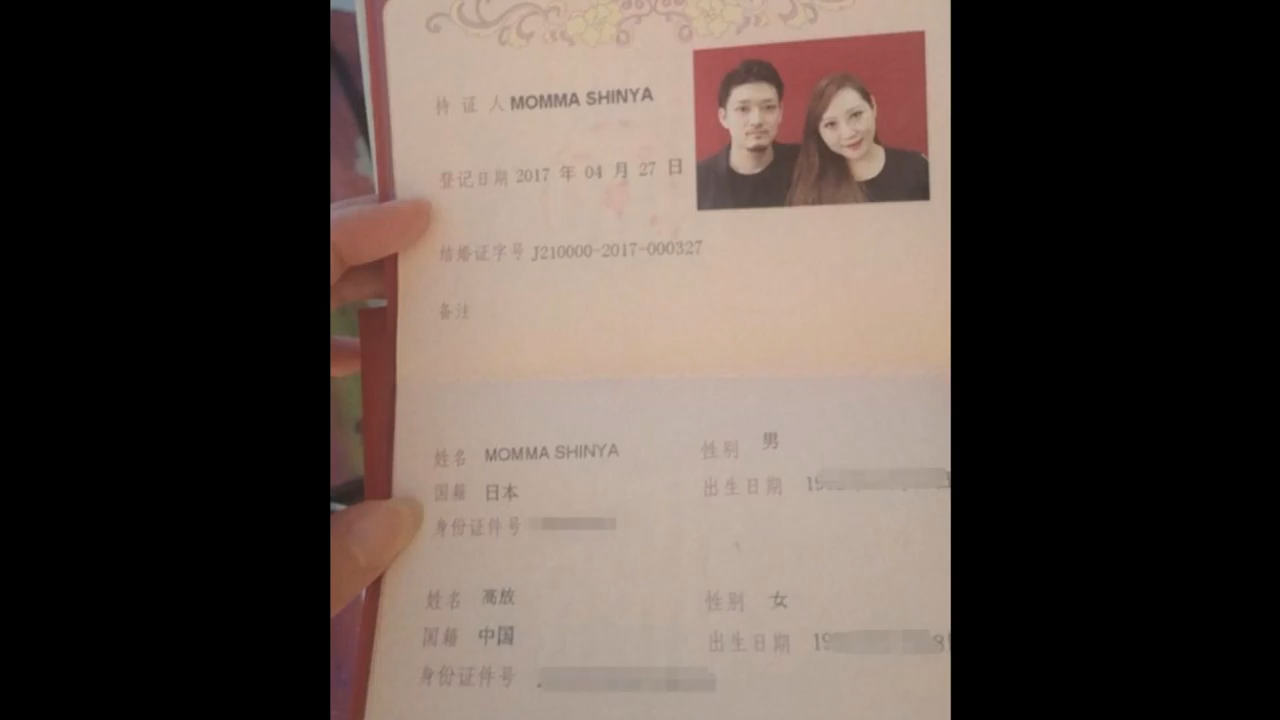 持证人 MOMMA SHINYA
登记日期 2017 年 04 月 27 日
结婚证字号 J210000-2017-000327
备注
姓名 MOMMA SHINYA 性别 男
国籍 日本 出生日期
身份证件号
姓名 高放 性别 女
国籍 中国 出生日期
身份证件号